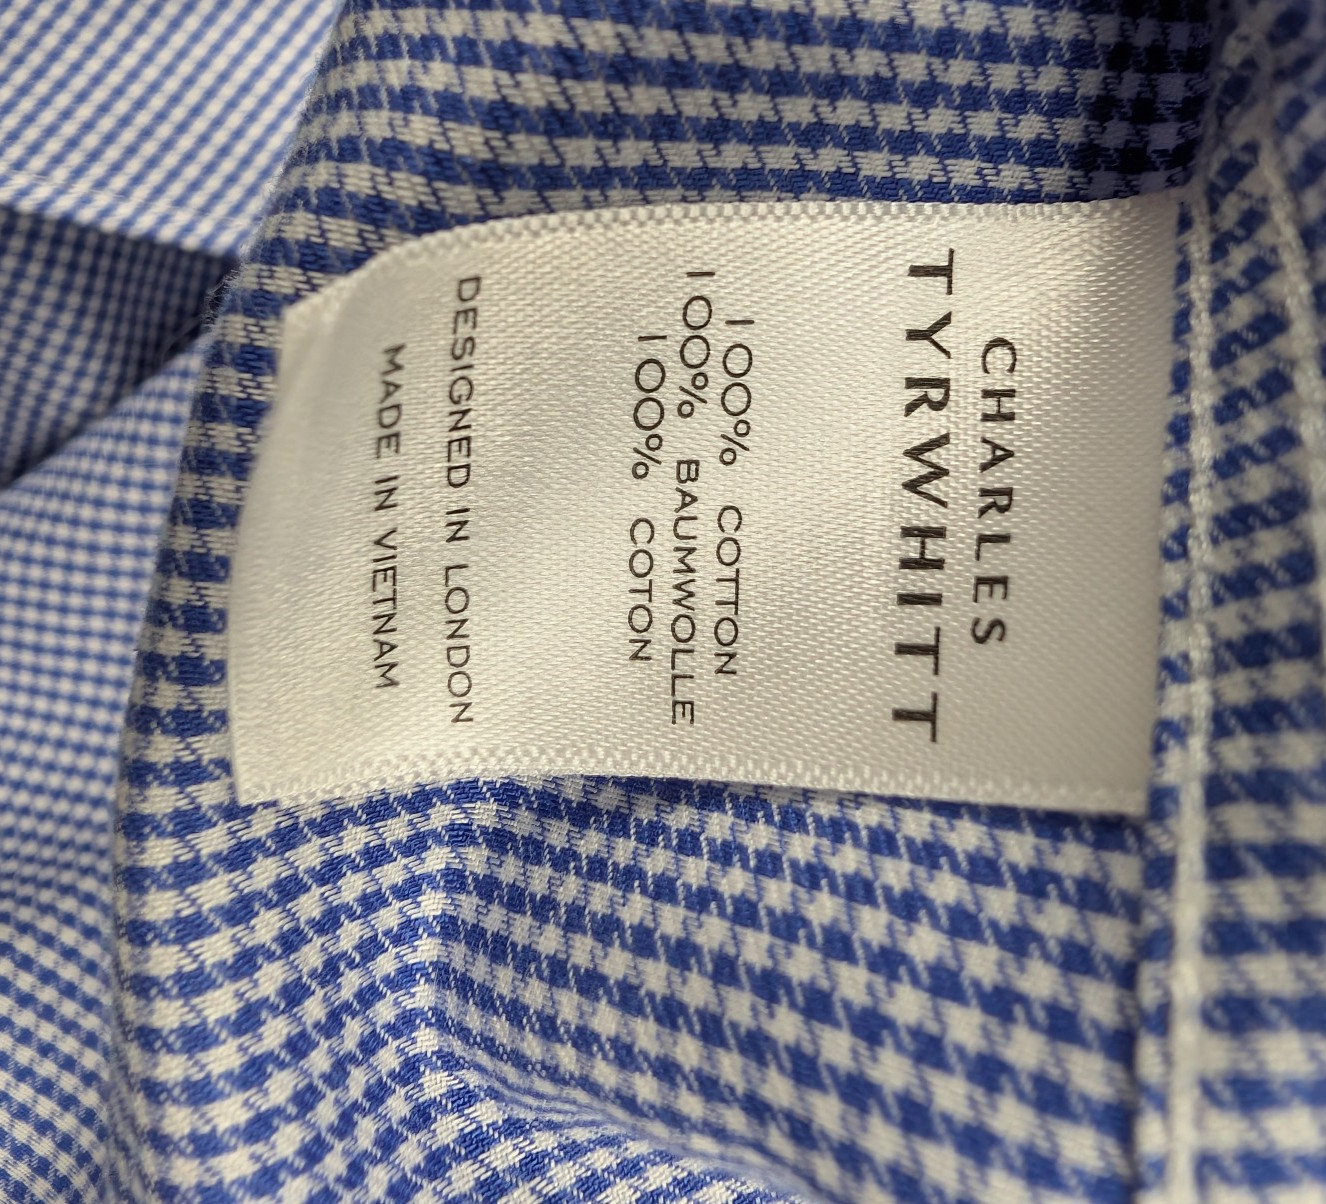 CHARLES
TYRWHITT
100% COTTON
100% BAUMWOLLE
100% COTON
DESIGNED IN LONDON
MADE IN VIETNAM